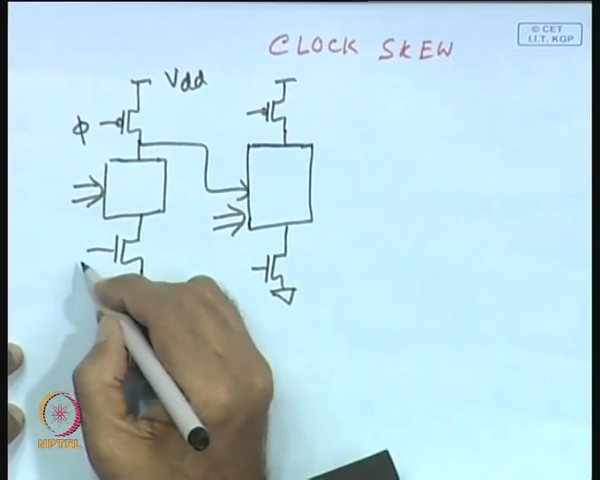 CLOCK SKEW
© CET
I.I.T. KGP
Vdd
ϕ
NPTEL